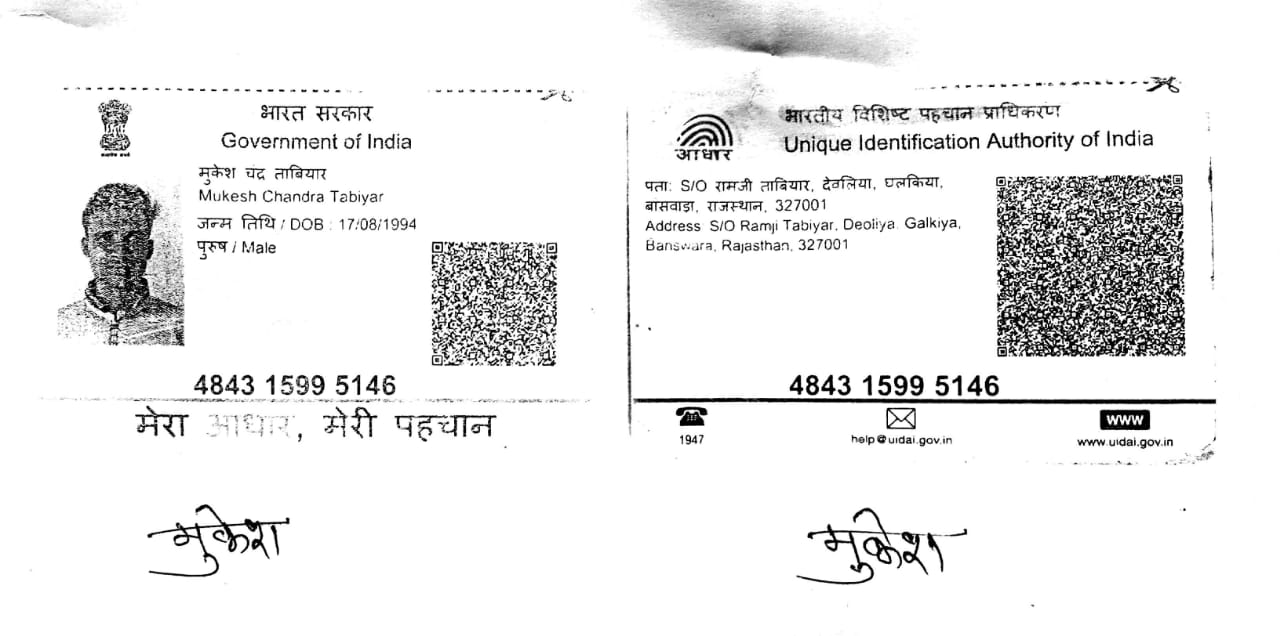 भारत सरकार
Government of India
मुकेश चंद्र ताबियार
Mukesh Chandra Tabiyar
जन्म तिथि / DOB : 17/08/1994
पुरुष / Male
4843 1599 5146
मेरा आधार, मेरी पहचान
मुकेश
भारतीय विशिष्ट पहचान प्राधिकरण
Unique Identification Authority of India
आधार
पता: S/O रामजी ताबियार, देवलिया, घलकिया,
बांसवाड़ा, राजस्थान, 327001
Address: S/O Ramji Tabiyar, Deoliya, Galkiya,
Banswara, Rajasthan, 327001
4843 1599 5146
1947
help@uidai.gov.in
WWW
www.uidai.gov.in
मुकेश